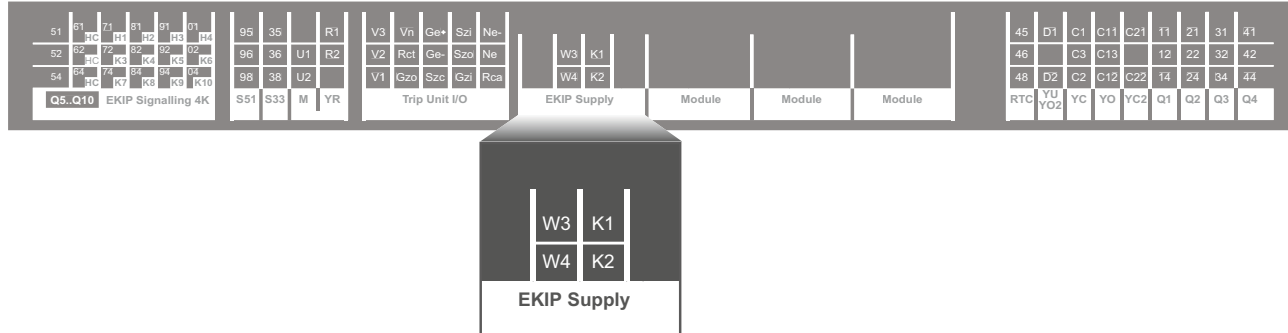 51 61 HC 71 H1 81 H2 91 H3 01 H4 95 35 R1 V3 Vn Ge+ Szi Ne- 45 D1 C1 C11 C21 11 21 31 41
52 62 HC 72 K3 82 K4 92 K5 02 K6 96 36 U1 R2 V2 Rct Ge- Szo Ne W3 K1 46 C3 C13 12 22 32 42
54 64 HC 74 K7 84 K8 94 K9 04 K10 98 38 U2 V1 Gzo Szc Gzi Rca W4 K2 48 D2 C2 C12 C22 14 24 34 44
Q5..Q10 EKIP Signalling 4K S51 S33 M YR Trip Unit I/O EKIP Supply Module Module Module RTC YU YO2 YC YO YC2 Q1 Q2 Q3 Q4
W3 K1
W4 K2
EKIP Supply